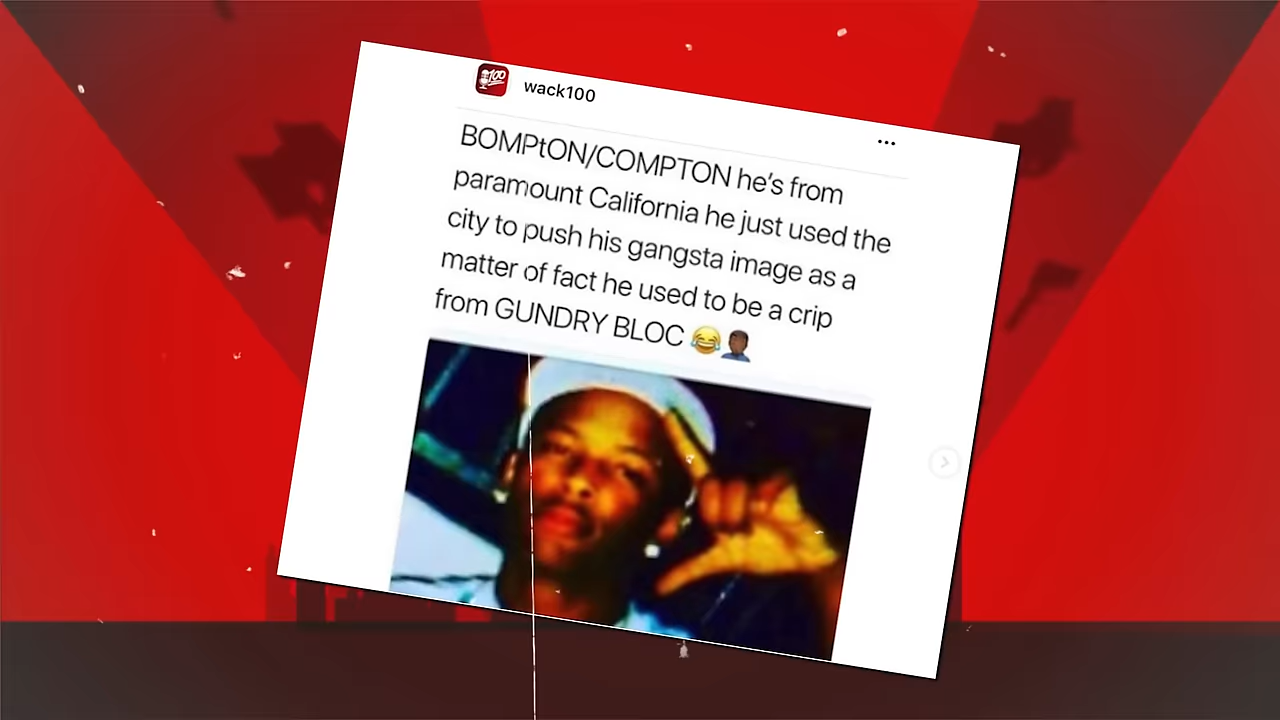 100
wack100
BOMPtON/COMPTON he's from
paramount California he just used the
city to push his gangsta image as a
matter of fact he used to be a crip
from GUNDRY BLOC 😂🤦🏿‍♂️